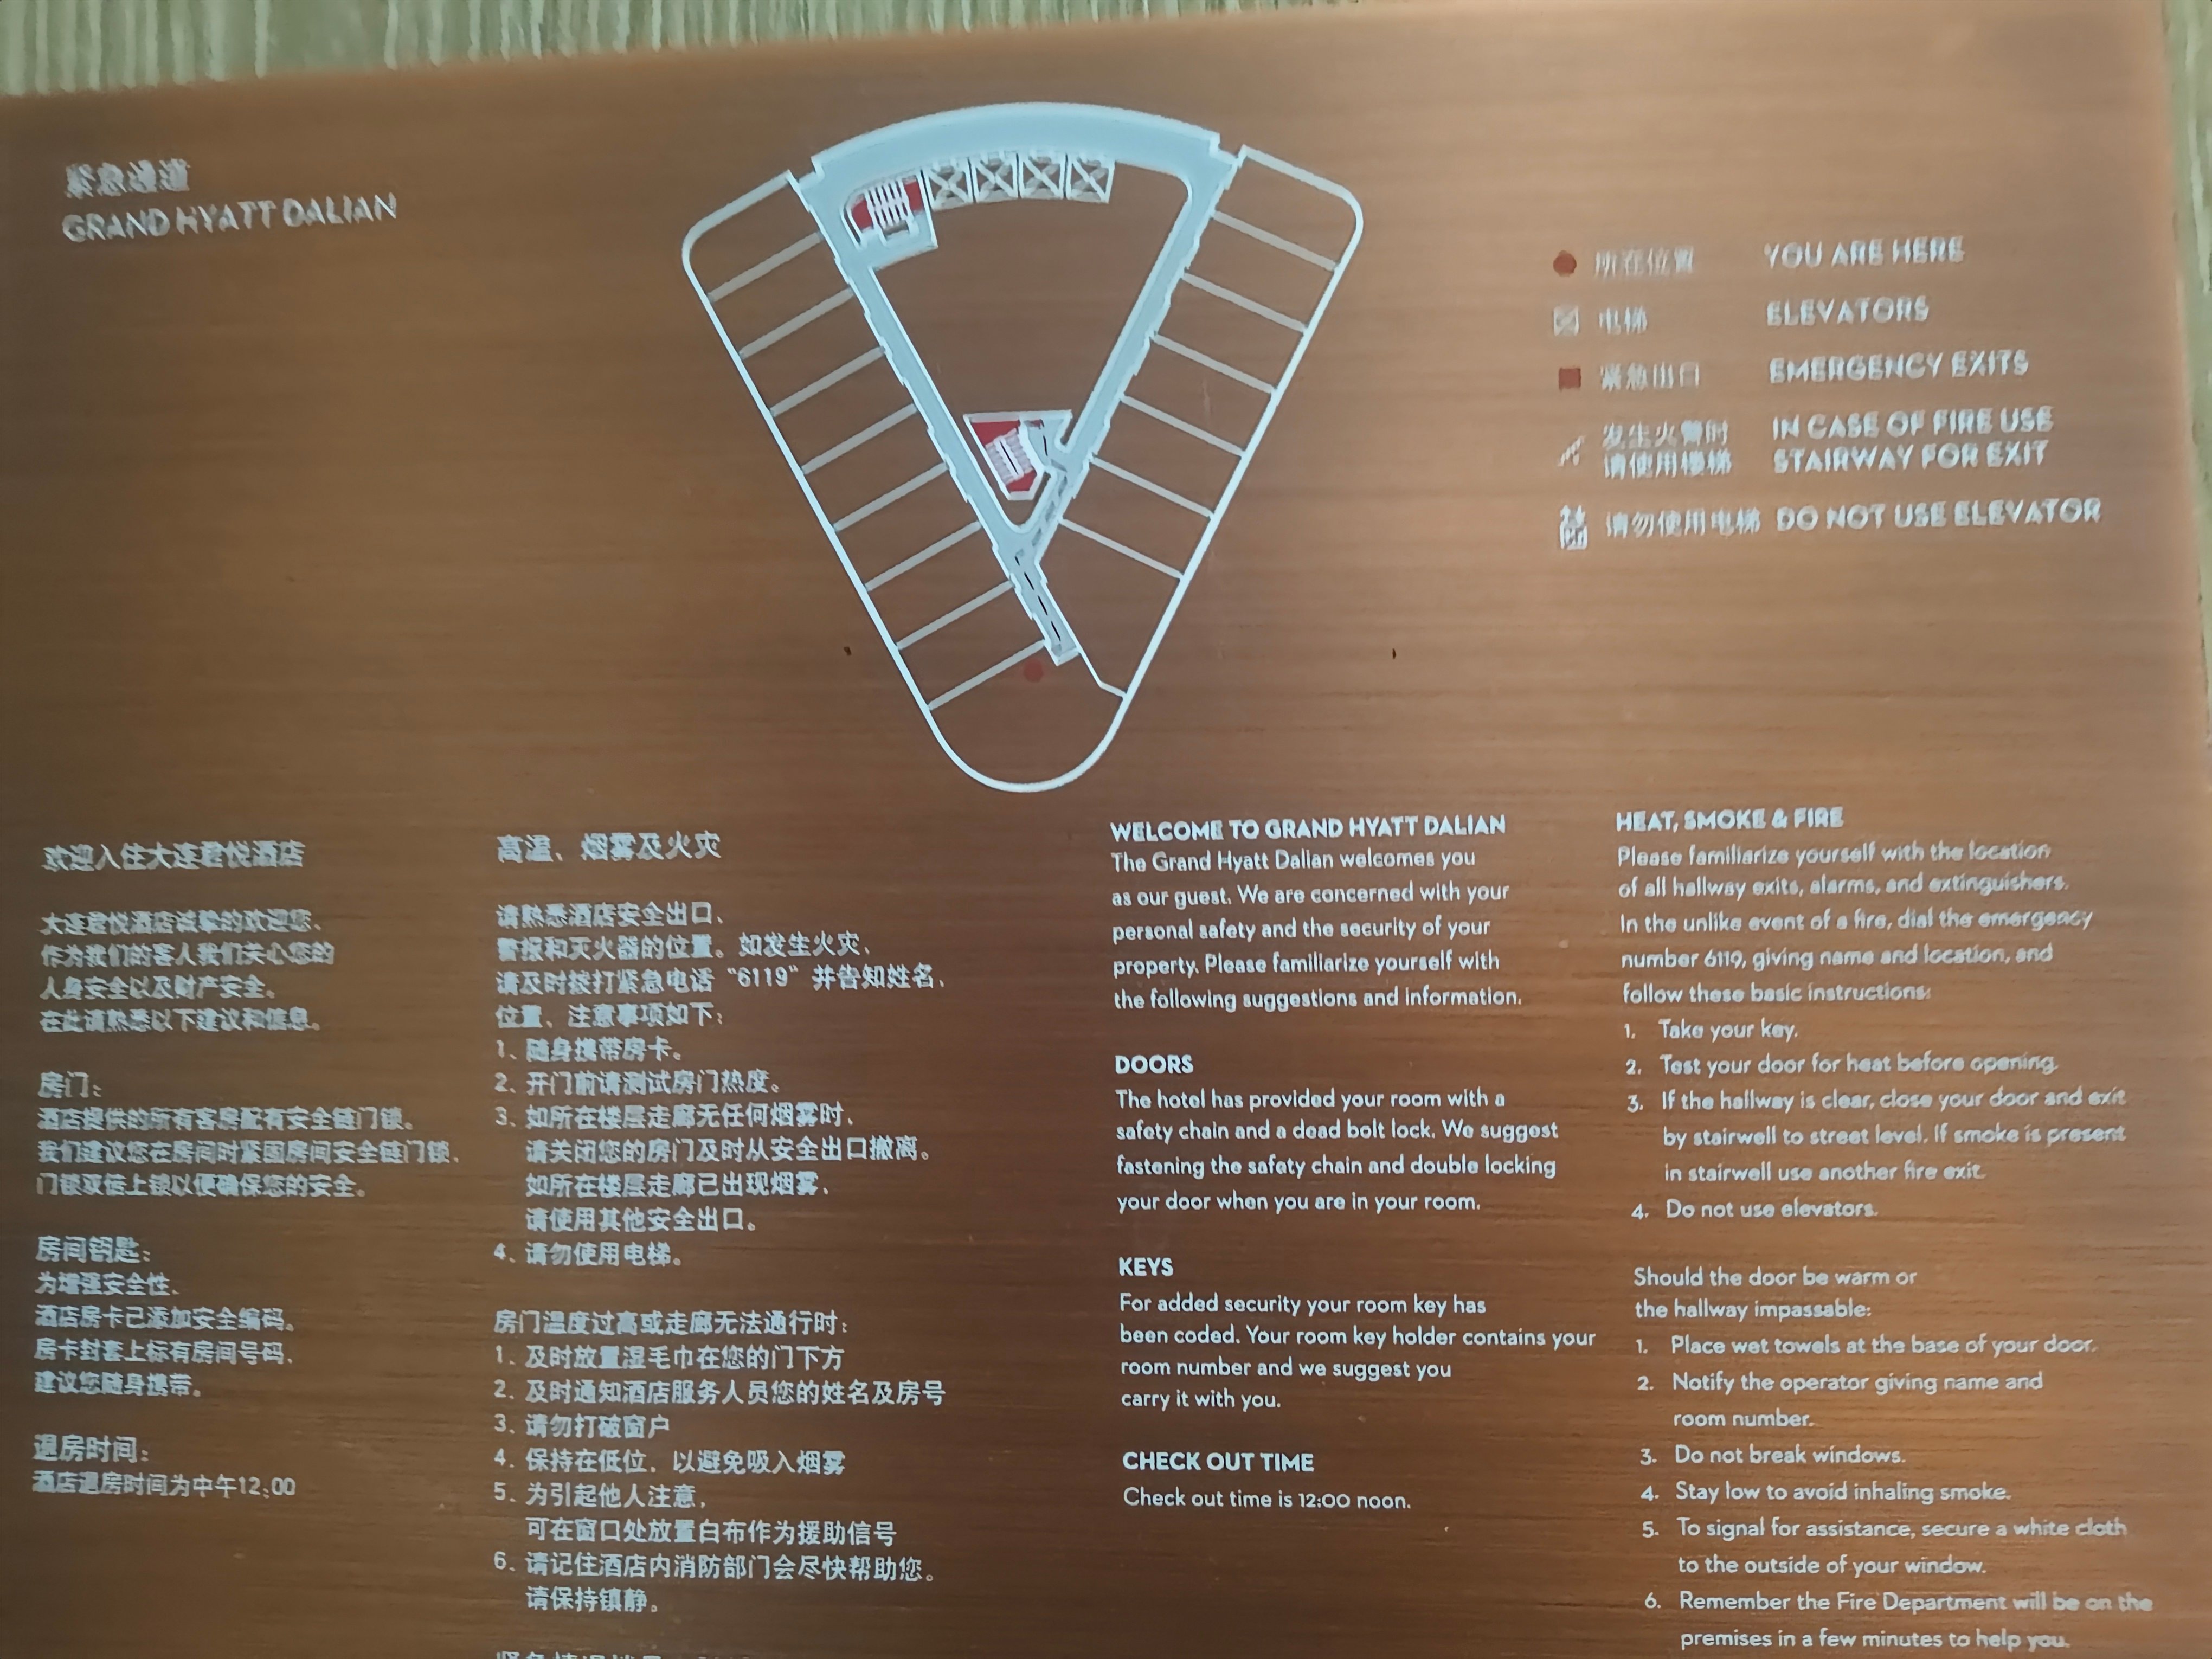 紧急通道
GRAND HYATT DALIAN
所在位置 YOU ARE HERE
电梯 ELEVATORS
紧急出口 EMERGENCY EXITS
发生火警时 IN CASE OF FIRE USE
请使用楼梯 STAIRWAY FOR EXIT
请勿使用电梯 DO NOT USE ELEVATOR
欢迎入住大连君悦酒店
大连君悦酒店诚挚的欢迎您、
作为我们的客人我们关心您的
人身安全以及财产安全。
在此请熟悉以下建议和信息。
房门：
酒店提供的所有客房配有安全链门锁。
我们建议您在房间时紧固房间安全链门锁、
门锁双倍上锁以便确保您的安全。
房间钥匙：
为增强安全性、
酒店房卡已添加安全编码。
房卡封套上标有房间号码、
建议您随身携带。
退房时间：
酒店退房时间为中午12:00
高温、烟雾及火灾
请熟悉酒店安全出口、
警报和灭火器的位置。如发生火灾、
请及时拨打紧急电话“6119”并告知姓名、
位置、注意事项如下：
1、随身携带房卡。
2、开门前请测试房门热度。
3、如所在楼层走廊无任何烟雾时、
请关闭您的房门及时从安全出口撤离。
如所在楼层走廊已出现烟雾、
请使用其他安全出口。
4、请勿使用电梯。
房门温度过高或走廊无法通行时：
1、及时放置湿毛巾在您的门下方
2、及时通知酒店服务人员您的姓名及房号
3、请勿打破窗户
4、保持在低位、以避免吸入烟雾
5、为引起他人注意、
可在窗口处放置白布作为援助信号
6、请记住酒店内消防部门会尽快帮助您。
请保持镇静。
WELCOME TO GRAND HYATT DALIAN
The Grand Hyatt Dalian welcomes you
as our guest. We are concerned with your
personal safety and the security of your
property. Please familiarize yourself with
the following suggestions and information.
DOORS
The hotel has provided your room with a
safety chain and a dead bolt lock. We suggest
fastening the safety chain and double locking
your door when you are in your room.
KEYS
For added security your room key has
been coded. Your room key holder contains your
room number and we suggest you
carry it with you.
CHECK OUT TIME
Check out time is 12:00 noon.
HEAT, SMOKE & FIRE
Please familiarize yourself with the location
of all hallway exits, alarms, and extinguishers.
In the unlike event of a fire, dial the emergency
number 6119, giving name and location, and
follow these basic instructions:
1. Take your key.
2. Test your door for heat before opening.
3. If the hallway is clear, close your door and exit
by stairwell to street level. If smoke is present
in stairwell use another fire exit.
4. Do not use elevators.
Should the door be warm or
the hallway impassable:
1. Place wet towels at the base of your door.
2. Notify the operator giving name and
room number.
3. Do not break windows.
4. Stay low to avoid inhaling smoke.
5. To signal for assistance, secure a white cloth
to the outside of your window.
6. Remember the Fire Department will be on the
premises in a few minutes to help you.